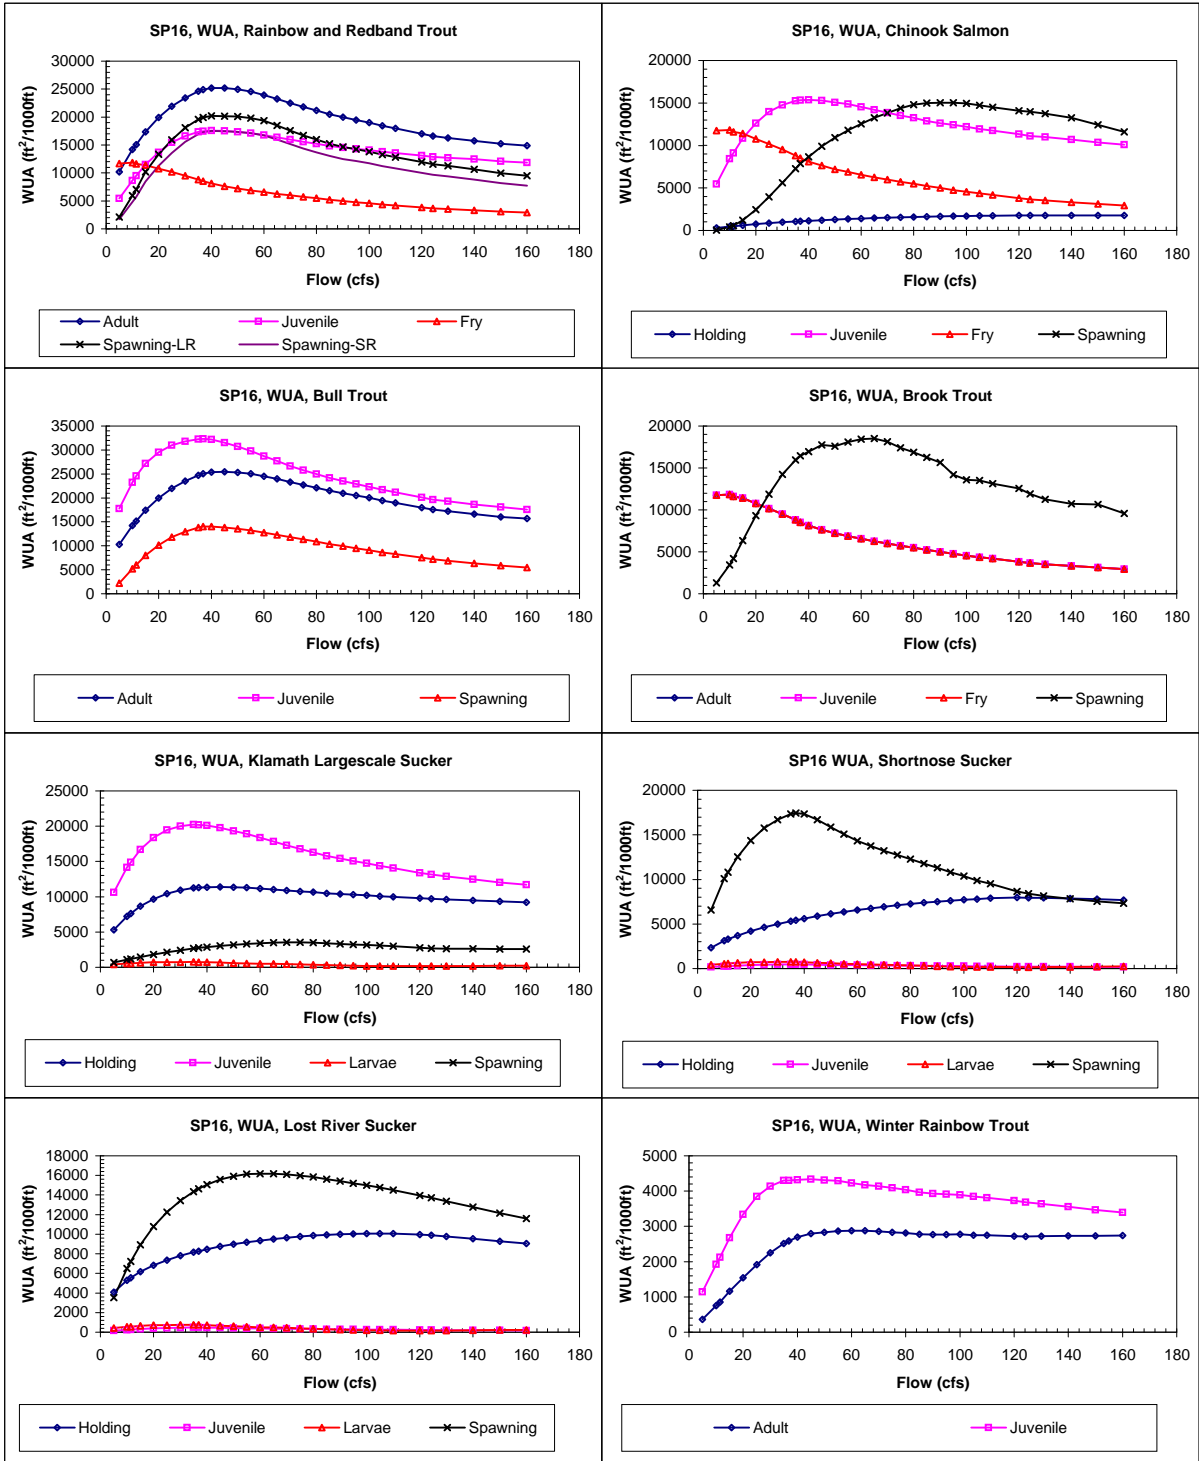 SP16, WUA, Rainbow and Redband Trout
WUA (ft²/1000ft)
30000
25000
20000
15000
10000
5000
0
0 20 40 60 80 100 120 140 160 180
Flow (cfs)
Adult Juvenile Fry
Spawning-LR Spawning-SR
SP16, WUA, Chinook Salmon
WUA (ft²/1000ft)
20000
15000
10000
5000
0
0 20 40 60 80 100 120 140 160 180
Flow (cfs)
Holding Juvenile Fry Spawning
SP16, WUA, Bull Trout
WUA (ft²/1000ft)
35000
30000
25000
20000
15000
10000
5000
0
0 20 40 60 80 100 120 140 160 180
Flow (cfs)
Adult Juvenile Spawning
SP16, WUA, Brook Trout
WUA (ft²/1000ft)
20000
15000
10000
5000
0
0 20 40 60 80 100 120 140 160 180
Flow (cfs)
Adult Juvenile Fry Spawning
SP16, WUA, Klamath Largescale Sucker
WUA (ft²/1000ft)
25000
20000
15000
10000
5000
0
0 20 40 60 80 100 120 140 160 180
Flow (cfs)
Holding Juvenile Larvae Spawning
SP16 WUA, Shortnose Sucker
WUA (ft²/1000ft)
20000
15000
10000
5000
0
0 20 40 60 80 100 120 140 160 180
Flow (cfs)
Holding Juvenile Larvae Spawning
SP16, WUA, Lost River Sucker
WUA (ft²/1000ft)
18000
16000
14000
12000
10000
8000
6000
4000
2000
0
0 20 40 60 80 100 120 140 160 180
Flow (cfs)
Holding Juvenile Larvae Spawning
SP16, WUA, Winter Rainbow Trout
WUA (ft²/1000ft)
5000
4000
3000
2000
1000
0
0 20 40 60 80 100 120 140 160 180
Flow (cfs)
Adult Juvenile